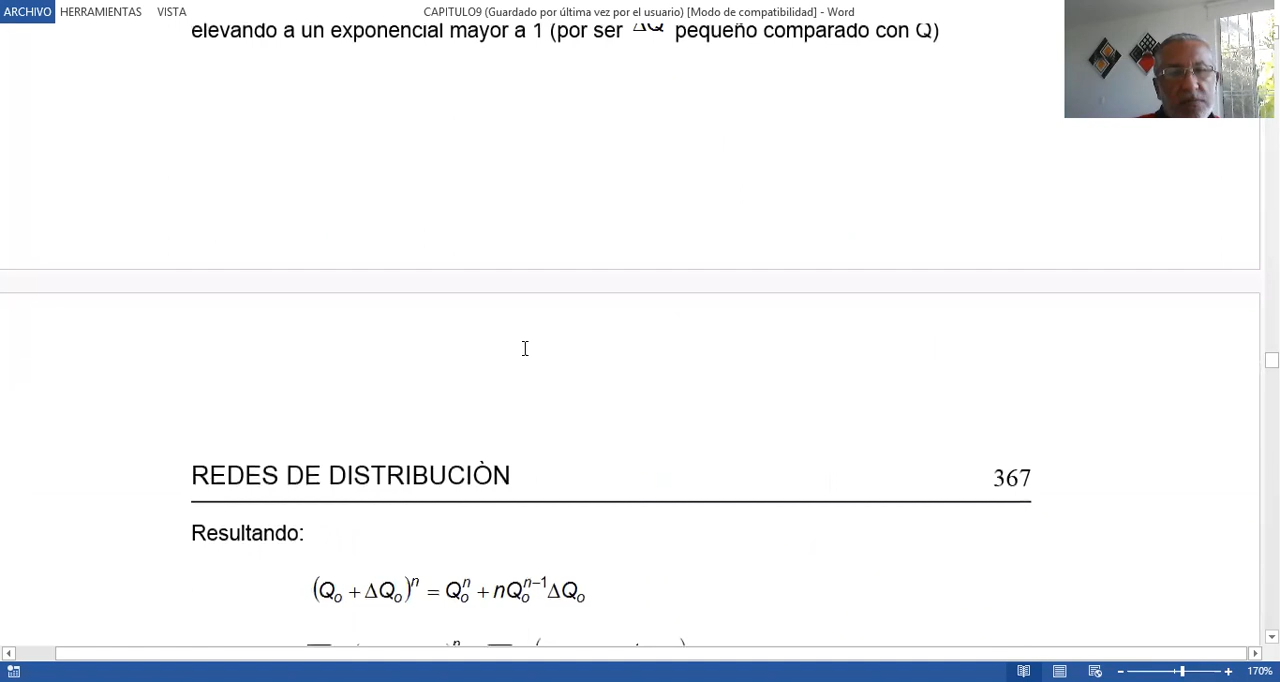 ARCHIVO HERRAMIENTAS VISTA CAPITULO9 (Guardado por última vez por el usuario) [Modo de compatibilidad] - Word
elevando a un exponencial mayor a 1 (por ser ΔQ pequeño comparado con Q)
REDES DE DISTRIBUCIÒN 367
Resultando:
(Qₒ + ΔQₒ)ⁿ = Qₒⁿ + nQₒⁿ⁻¹ΔQₒ
170%